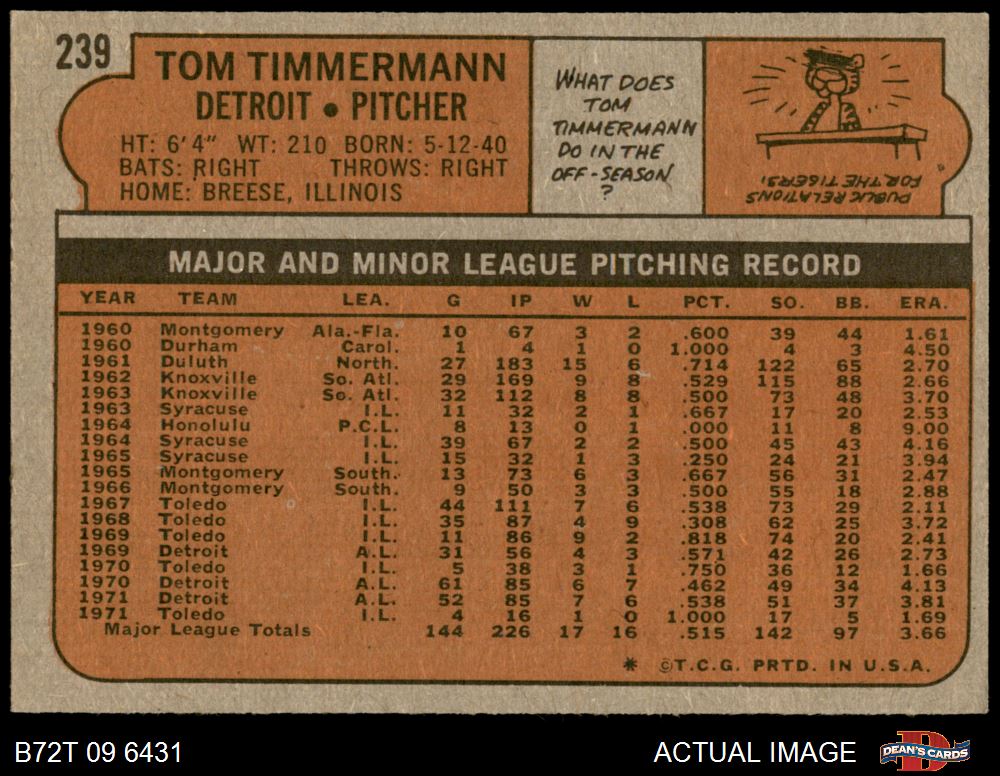 239
TOM TIMMERMANN
DETROIT • PITCHER
HT: 6'4" WT: 210 BORN: 5-12-40
BATS: RIGHT THROWS: RIGHT
HOME: BREESE, ILLINOIS
WHAT DOES
TOM
TIMMERMANN
DO IN THE
OFF-SEASON
?
PUBLIC RELATIONS
FOR THE TIGERS.
MAJOR AND MINOR LEAGUE PITCHING RECORD
YEAR TEAM LEA. G IP W L PCT. SO. BB. ERA.
1960 Montgomery Ala.-Fla. 10 67 3 2 .600 39 44 1.61
1960 Durham Carol. 1 4 1 0 1.000 4 3 4.50
1961 Duluth North. 27 183 15 6 .714 122 65 2.70
1962 Knoxville So. Atl. 29 169 9 8 .529 115 88 2.66
1963 Knoxville So. Atl. 32 112 8 8 .500 73 48 3.70
1963 Syracuse I.L. 11 32 2 1 .667 17 20 2.53
1964 Honolulu P.C.L. 8 13 0 1 .000 11 8 9.00
1964 Syracuse I.L. 39 67 2 2 .500 45 43 4.16
1965 Syracuse I.L. 15 32 1 3 .250 24 21 3.94
1965 Montgomery South. 13 73 6 3 .667 56 31 2.47
1966 Montgomery South. 9 50 3 3 .500 55 18 2.88
1967 Toledo I.L. 44 111 7 6 .538 73 29 2.11
1968 Toledo I.L. 35 87 4 9 .308 62 25 3.72
1969 Toledo I.L. 11 86 9 2 .818 74 20 2.41
1969 Detroit A.L. 31 56 4 3 .571 42 26 2.73
1970 Toledo I.L. 5 38 3 1 .750 36 12 1.66
1970 Detroit A.L. 61 85 6 7 .462 49 34 4.13
1971 Detroit A.L. 52 85 7 6 .538 51 37 3.81
1971 Toledo I.L. 4 16 1 0 1.000 17 5 1.69
Major League Totals 144 226 17 16 .515 142 97 3.66
* ©T.C.G. PRTD. IN U.S.A.
B72T 09 6431
ACTUAL IMAGE
DEAN'S CARDS